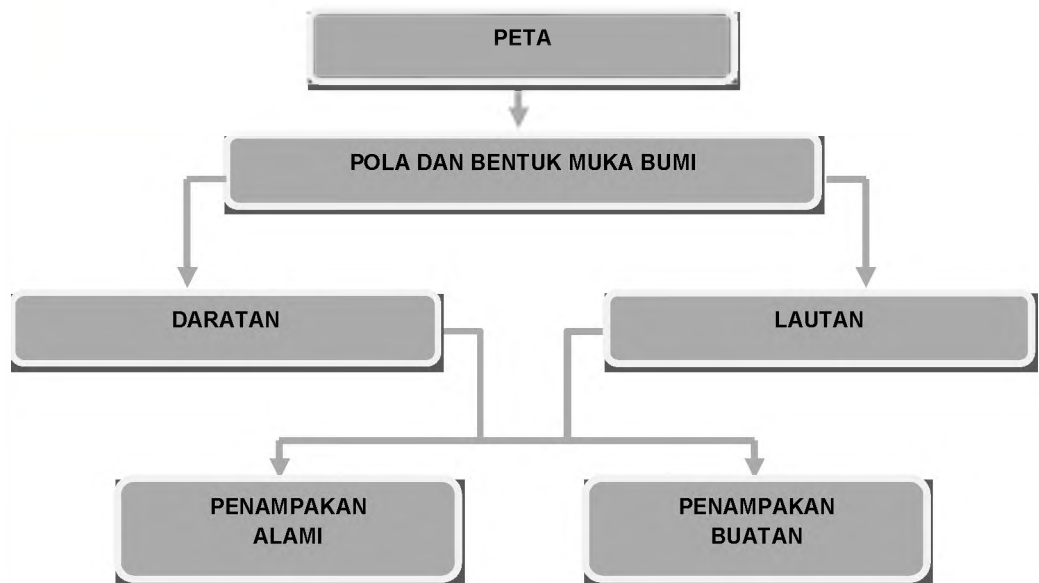 PETA
POLA DAN BENTUK MUKA BUMI
DARATAN
LAUTAN
PENAMPAKAN
ALAMI
PENAMPAKAN
BUATAN